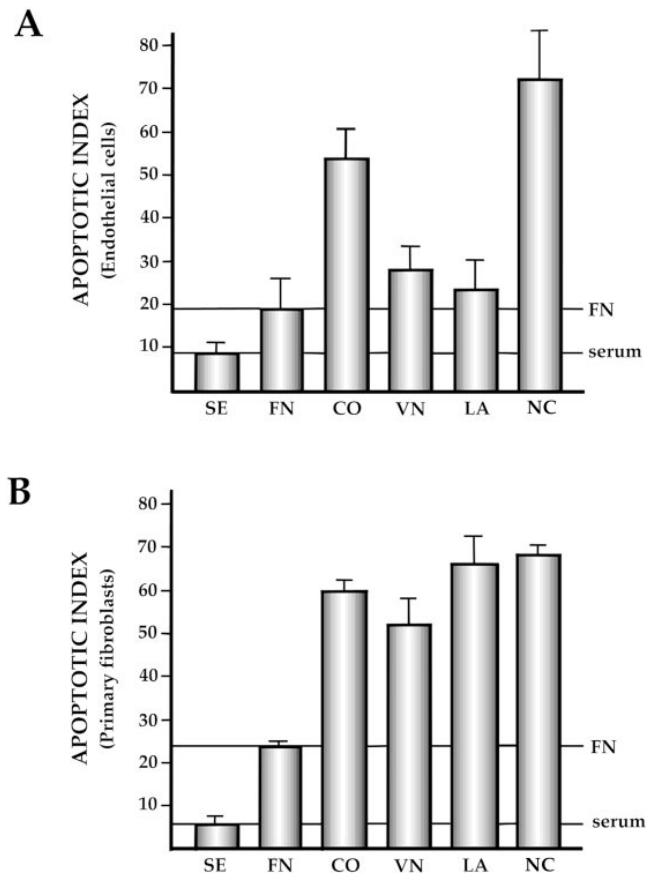 A
APOPTOTIC INDEX
(Endothelial cells)
80
70
60
50
40
30
20
10
FN
serum
SE FN CO VN LA NC
B
APOPTOTIC INDEX
(Primary fibroblasts)
80
70
60
50
40
30
20
10
FN
serum
SE FN CO VN LA NC